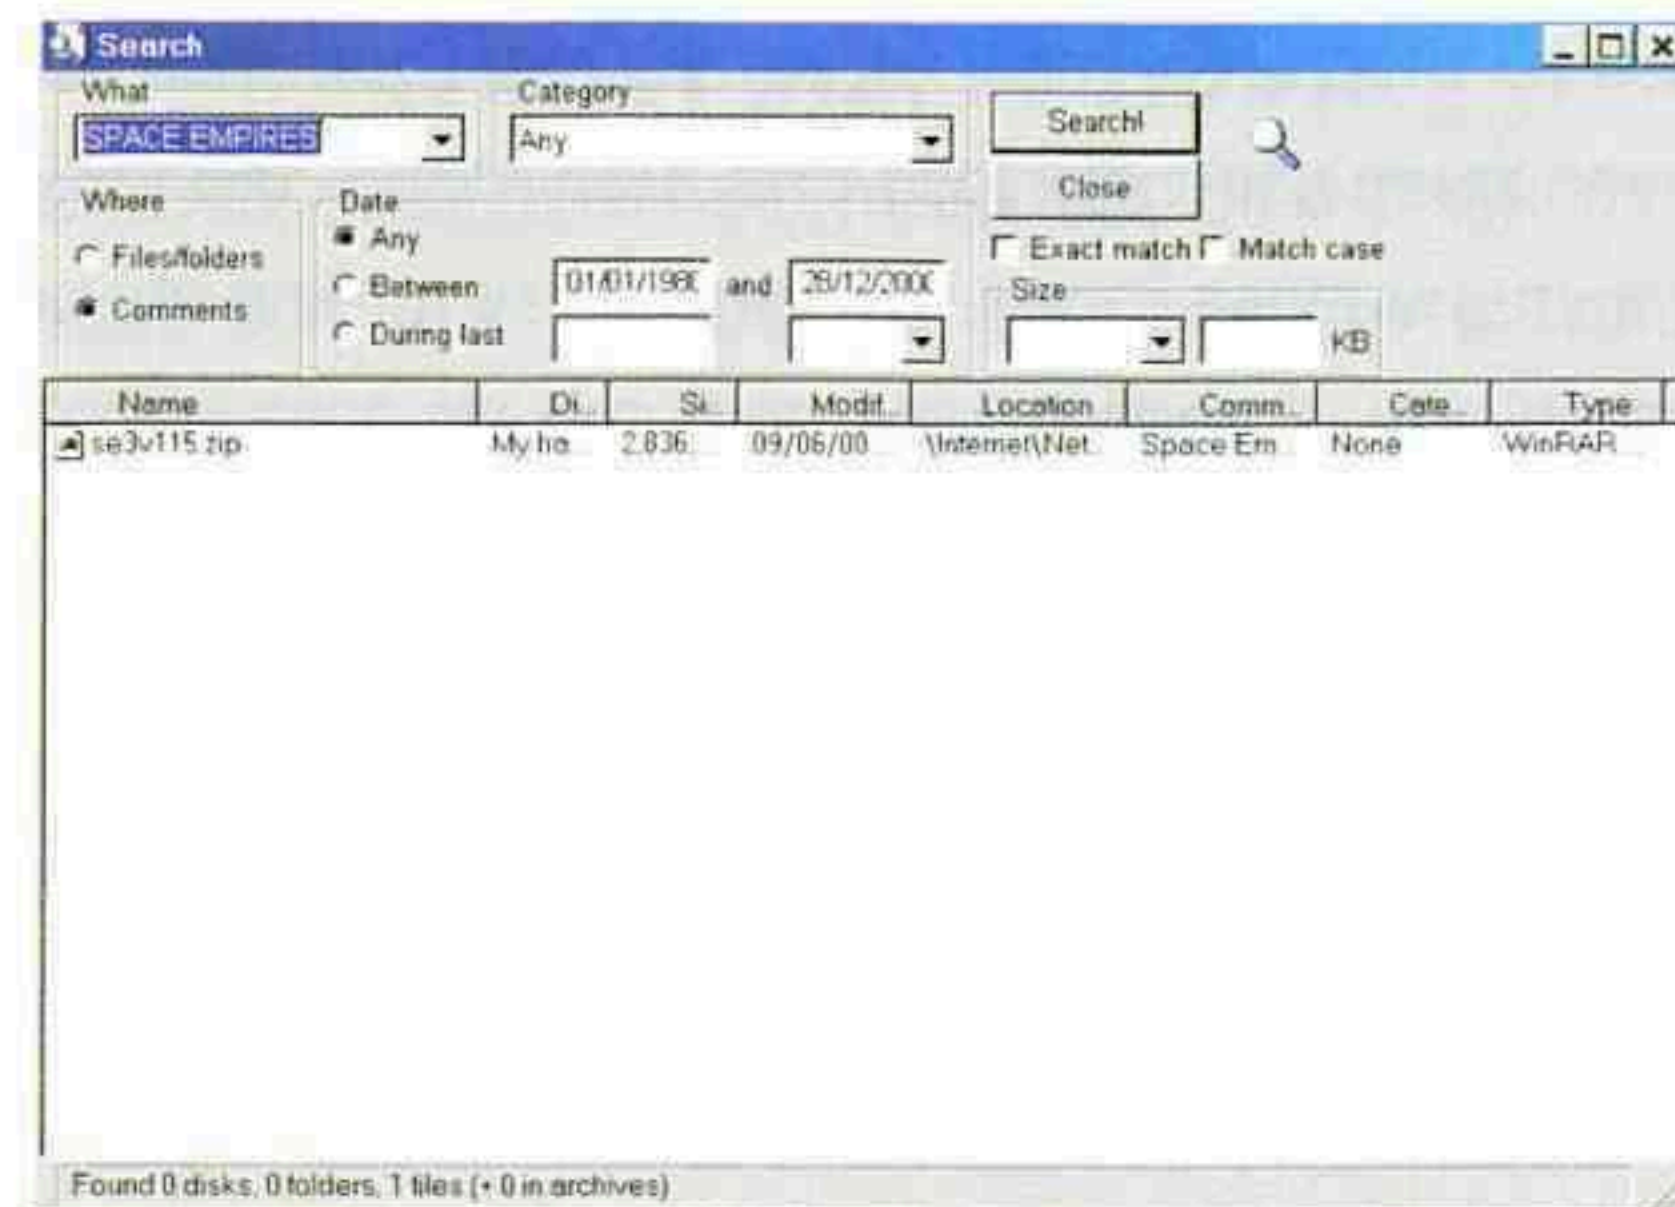 Search
What
Category
SPACE EMPIRES
Any
Search!
Close
Where
Date
Files/folders
Any
Exact match
Match case
Comments
Between
and
Size
During last
KB
Name Di... Si... Modif... Location Comm... Cate... Type
se3v115.zip My ha... 2,836... 09/06/00 \Internet\Net... Space Em... None WinRAR...
Found 0 disks, 0 folders, 1 files (+ 0 in archives)